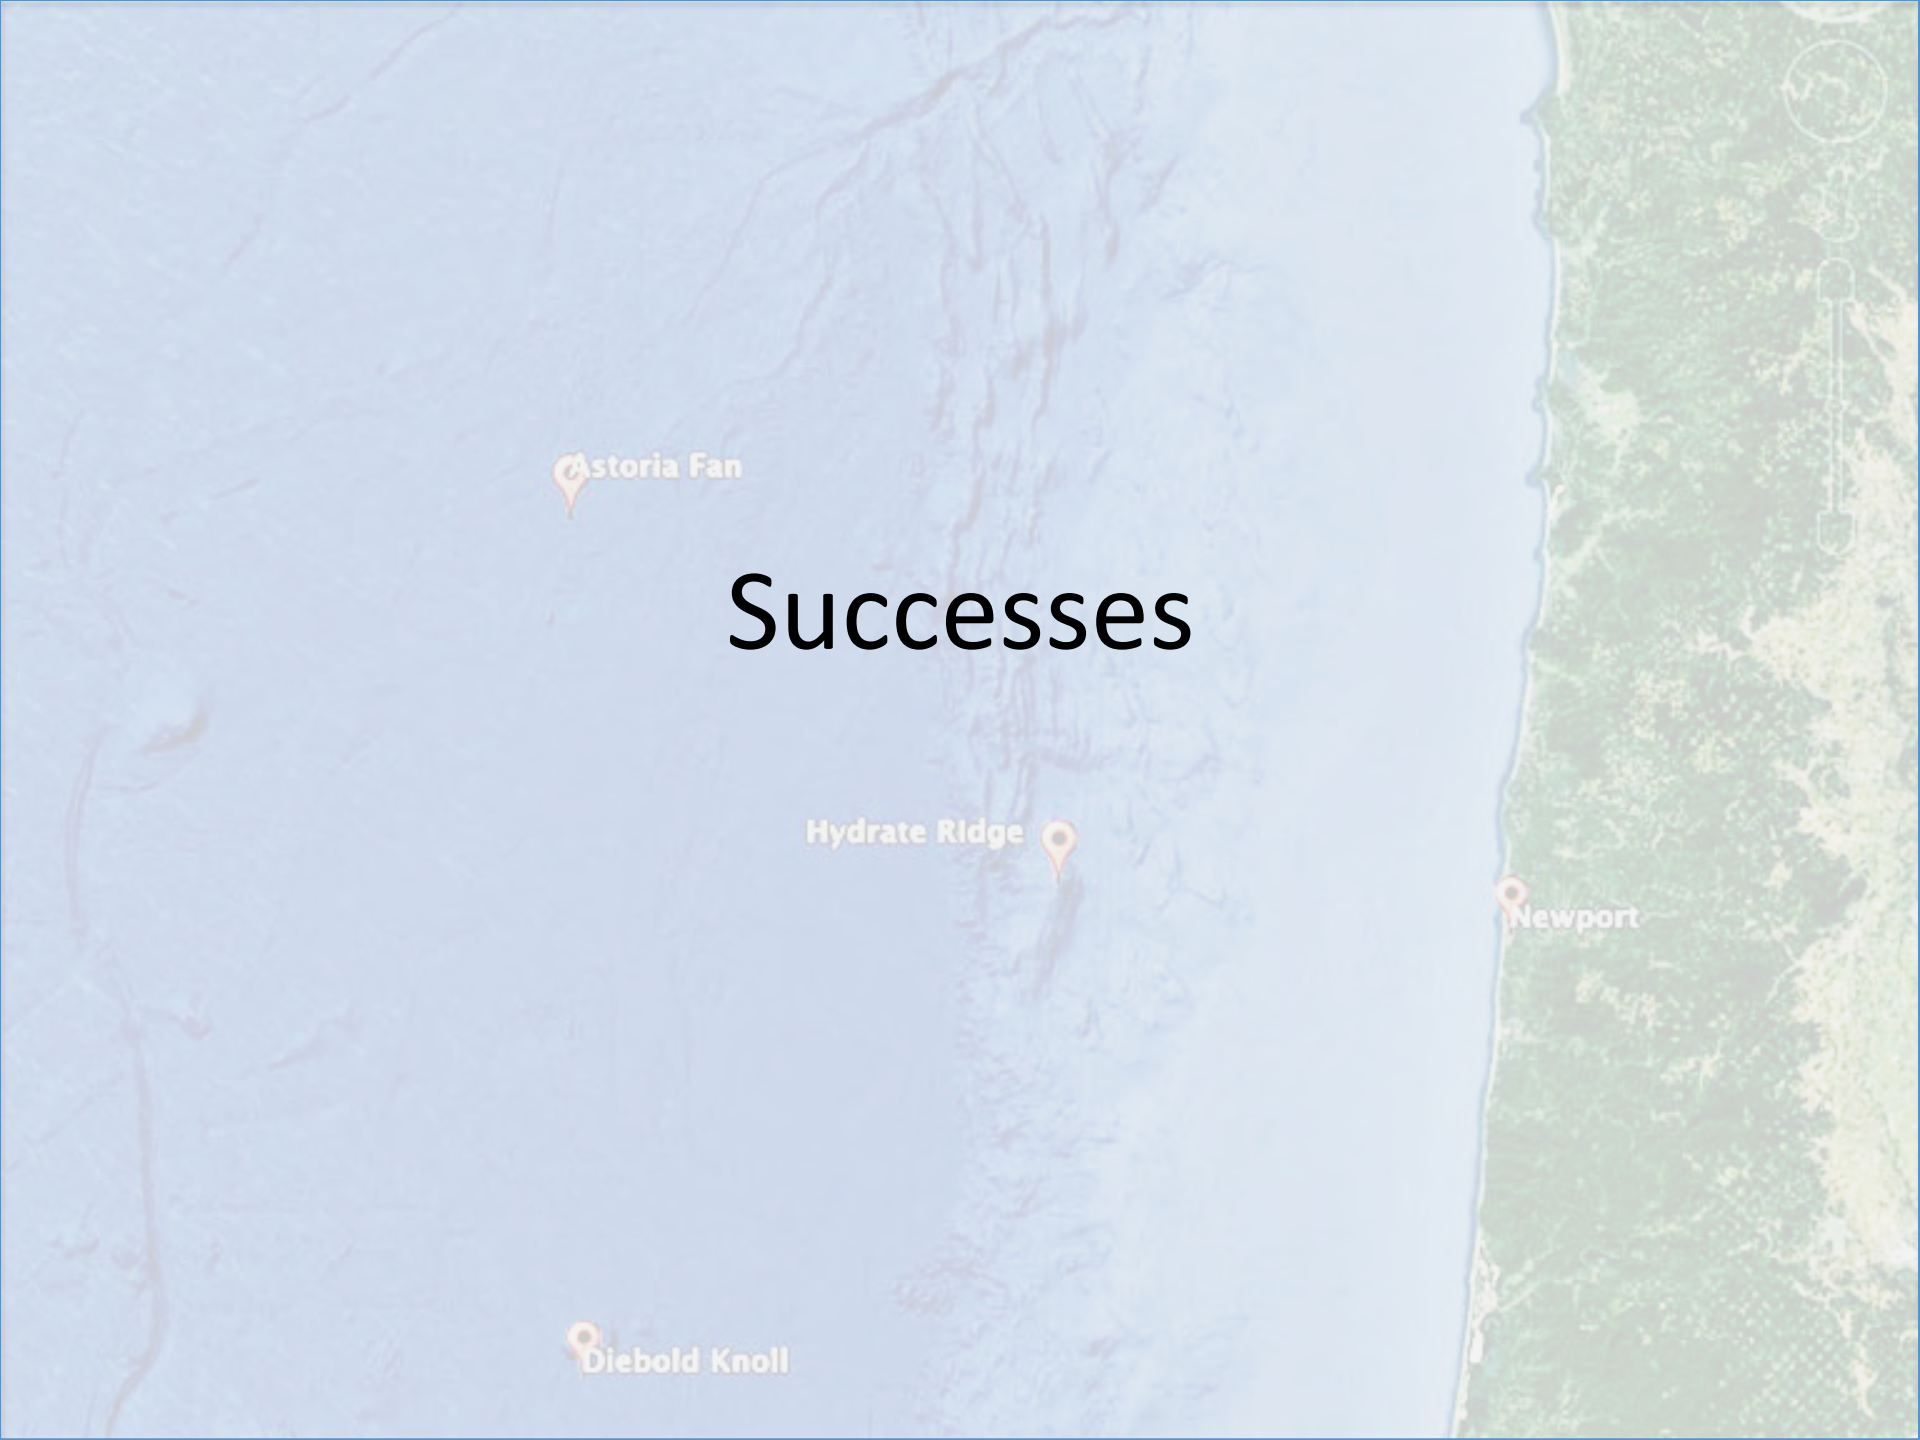 Astoria Fan
Successes
Hydrate Ridge
Newport
Diebold Knoll